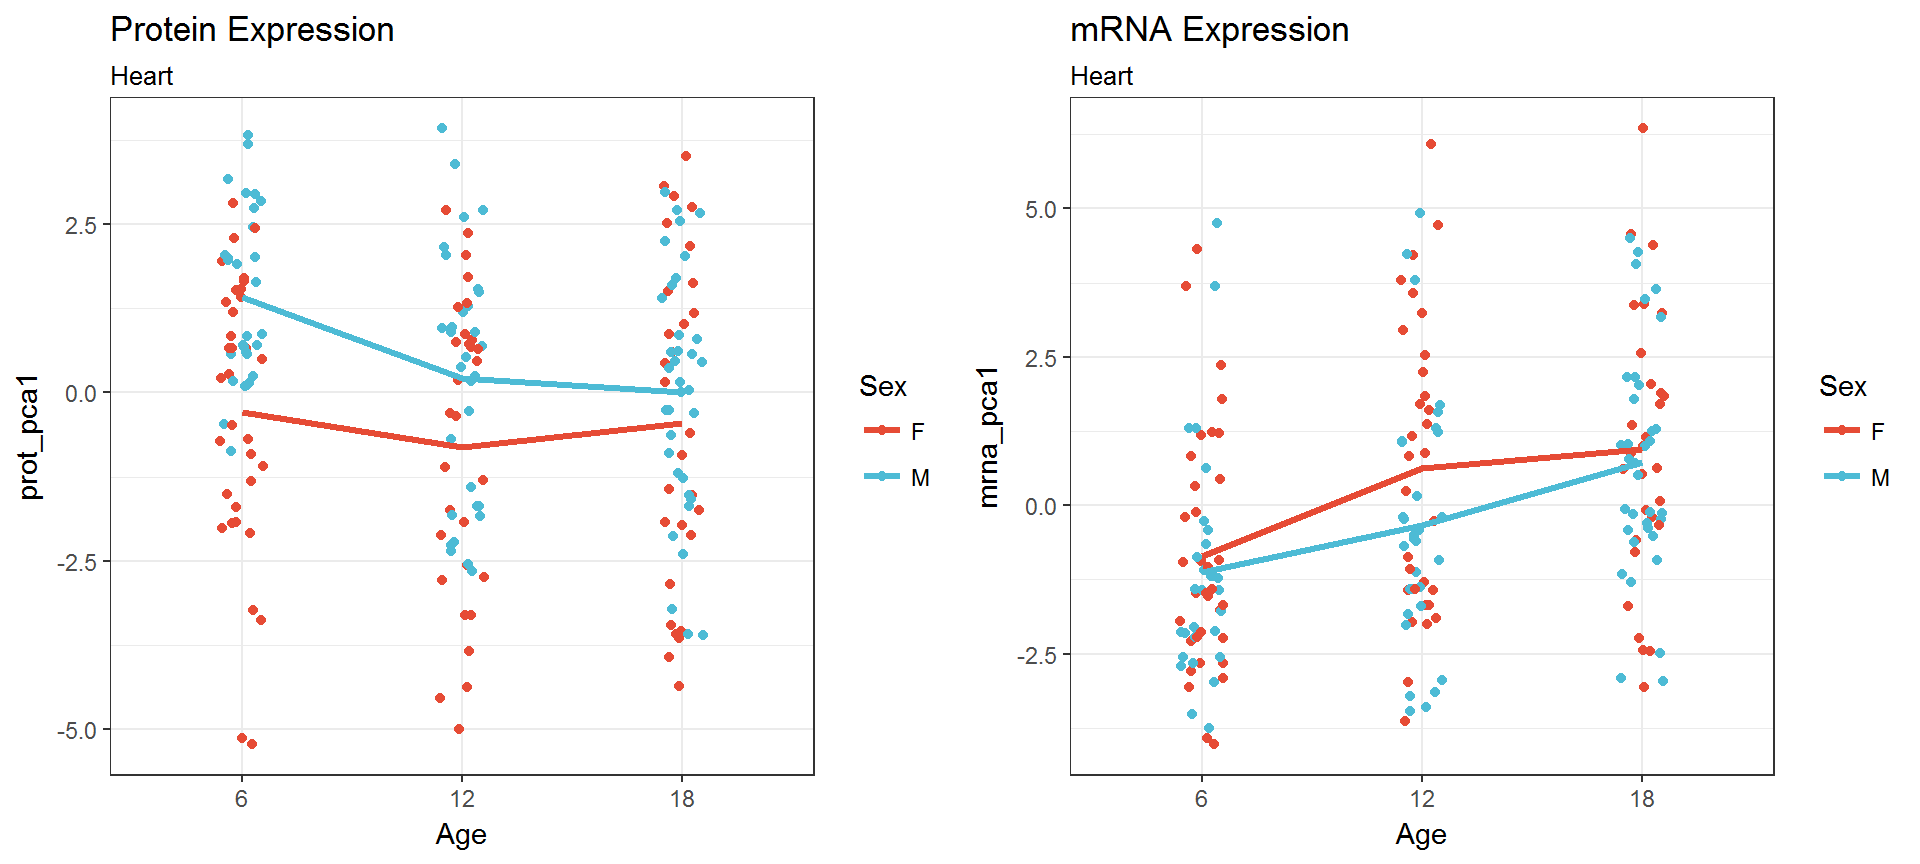 Protein Expression
Heart
prot_pca1
2.5
0.0
-2.5
-5.0
6
12
18
Age
Sex
F
M
mRNA Expression
Heart
mrna_pca1
5.0
2.5
0.0
-2.5
6
12
18
Age
Sex
F
M